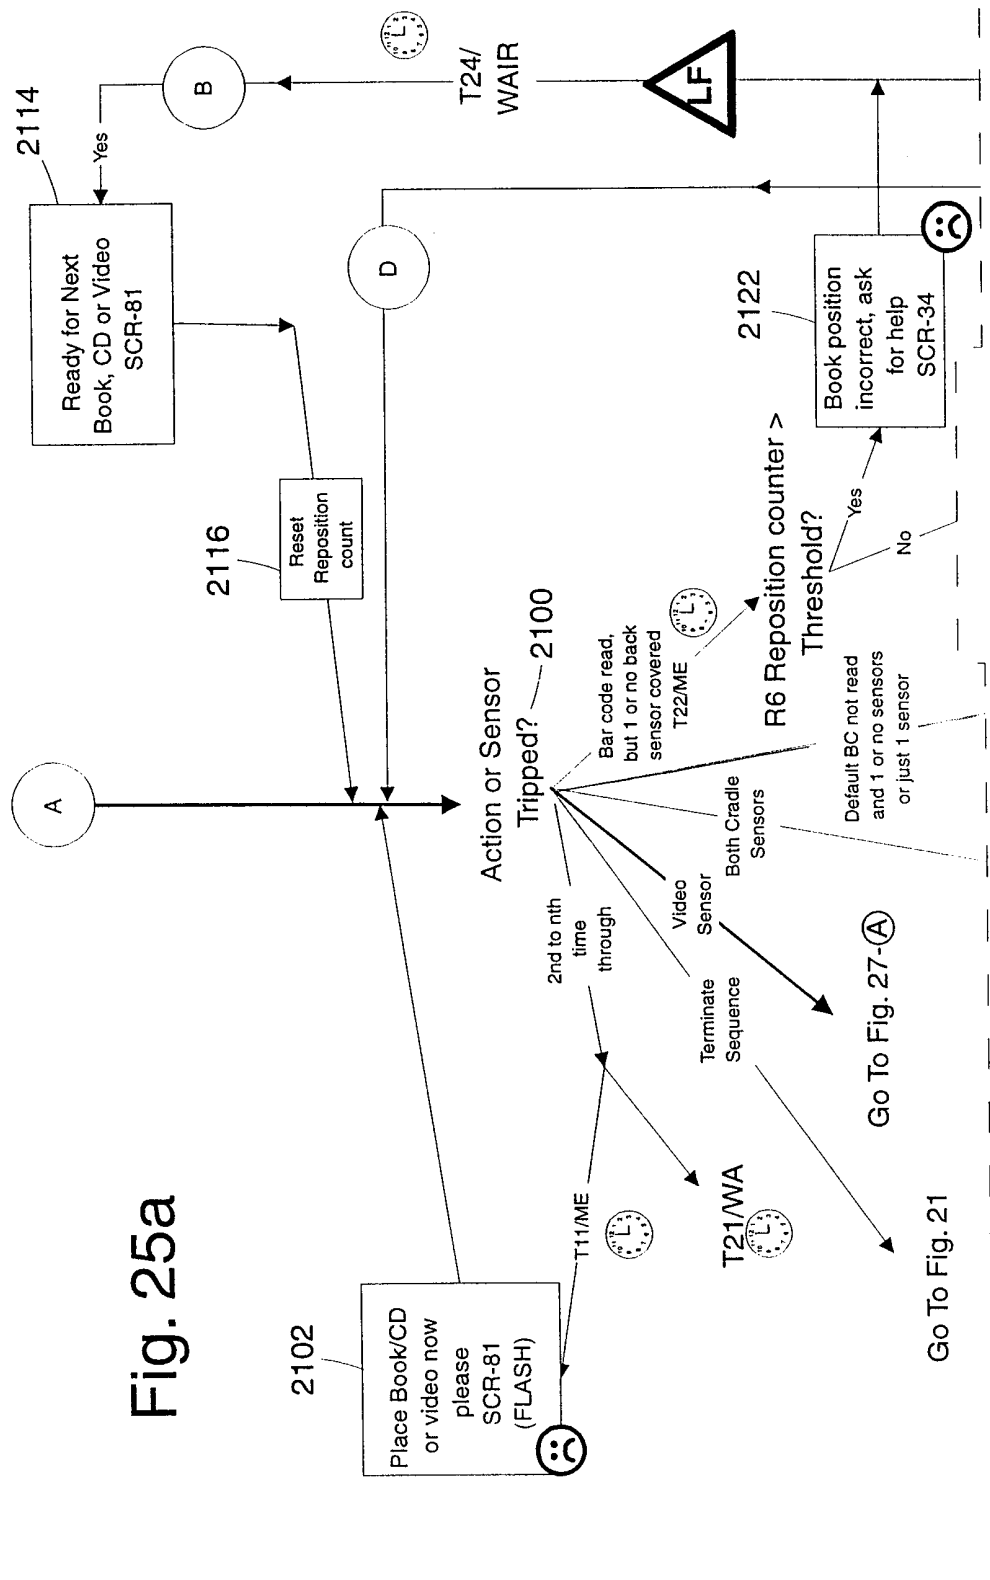 Fig. 25a
A
2114
Ready for Next
Book, CD or Video
SCR-81
Yes
B
2116
Reset
Reposition
count
D
T24/
WAIR
LF
2102
Place Book/CD
or video now
please
SCR-81
(FLASH)
Action or Sensor
Tripped?
2100
2nd to nth
time
through
T11/ME
T21/WA
Terminate
Sequence
Go To Fig. 21
Video
Sensor
Go To Fig. 27-A
Both Cradle
Sensors
Default BC not read
and 1 or no sensors
or just 1 sensor
Bar code read,
but 1 or no back
sensor covered
T22/ME
R6 Reposition counter >
Threshold?
Yes
No
2122
Book position
incorrect, ask
for help
SCR-34